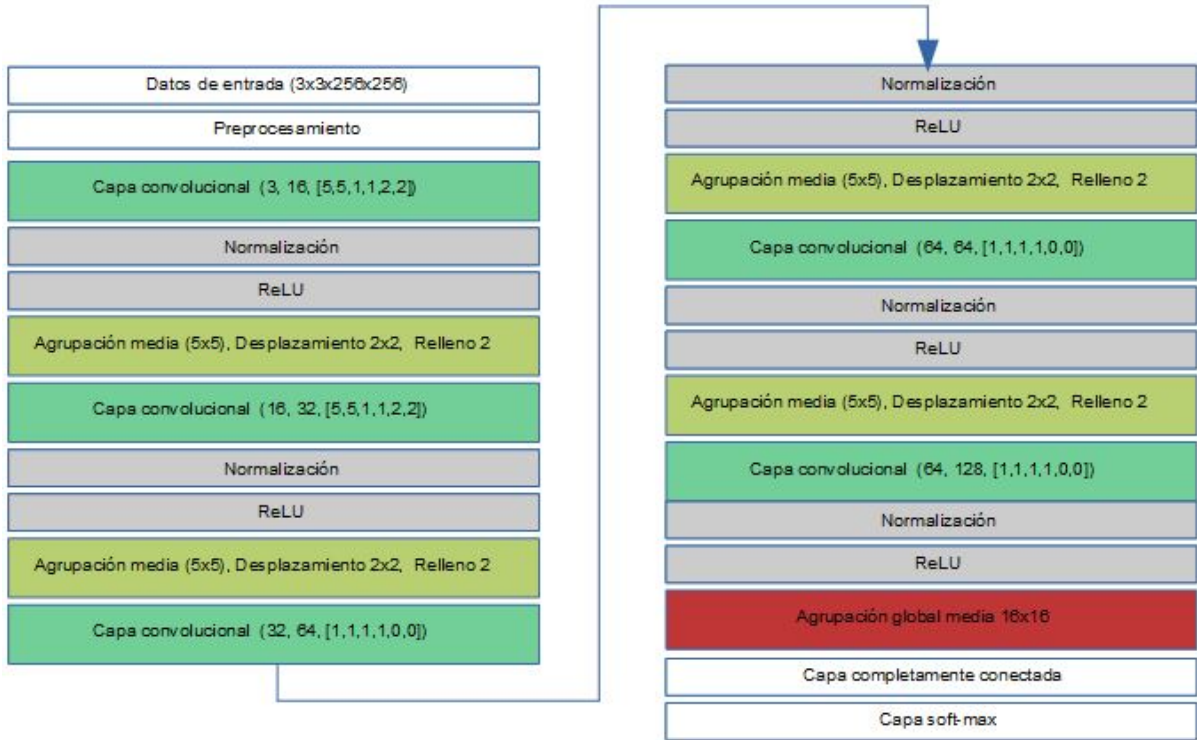 Datos de entrada (3x3x256x256)
Preprocesamiento
Capa convolucional (3, 16, [5,5,1,1,2,2])
Normalización
ReLU
Agrupación media (5x5), Desplazamiento 2x2, Relleno 2
Capa convolucional (16, 32, [5,5,1,1,2,2])
Normalización
ReLU
Agrupación media (5x5), Desplazamiento 2x2, Relleno 2
Capa convolucional (32, 64, [1,1,1,1,0,0])
Normalización
ReLU
Agrupación media (5x5), Desplazamiento 2x2, Relleno 2
Capa convolucional (64, 64, [1,1,1,1,0,0])
Normalización
ReLU
Agrupación media (5x5), Desplazamiento 2x2, Relleno 2
Capa convolucional (64, 128, [1,1,1,1,0,0])
Normalización
ReLU
Agrupación global media 16x16
Capa completamente conectada
Capa soft-max